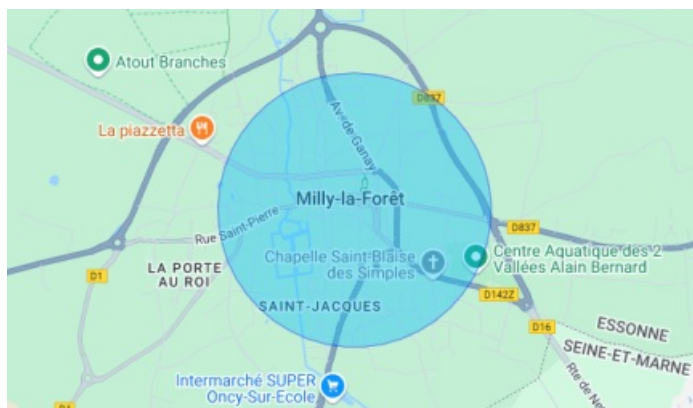 Atout Branches
D837
Av. de Ganay
La piazzetta
Milly-la-Forêt
Rue Saint-Pierre
D837
Chapelle Saint-Blaise
des Simples
Centre Aquatique des 2
Vallées Alain Bernard
D1
LA PORTE
AU ROI
D142Z
SAINT-JACQUES
D16
ESSONNE
SEINE-ET-MARNE
Intermarché SUPER
Oncy-Sur-Ecole
Rte de